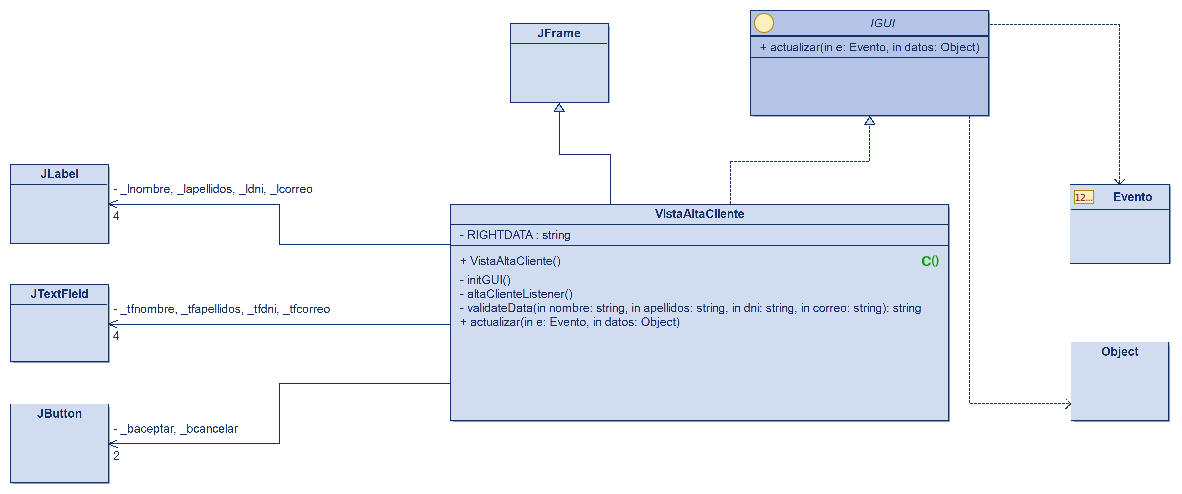 JFrame
IGUI
+ actualizar(in e: Evento, in datos: Object)
JLabel
- _lnombre, _lapellidos, _ldni, _lcorreo
4
12...
Evento
VistaAltaCliente
- RIGHTDATA : string
+ VistaAltaCliente()
C()
- initGUI()
- altaClienteListener()
- validateData(in nombre: string, in apellidos: string, in dni: string, in correo: string): string
+ actualizar(in e: Evento, in datos: Object)
JTextField
- _tfnombre, _tfapellidos, _tfdni, _tfcorreo
4
Object
JButton
- _baceptar, _bcancelar
2